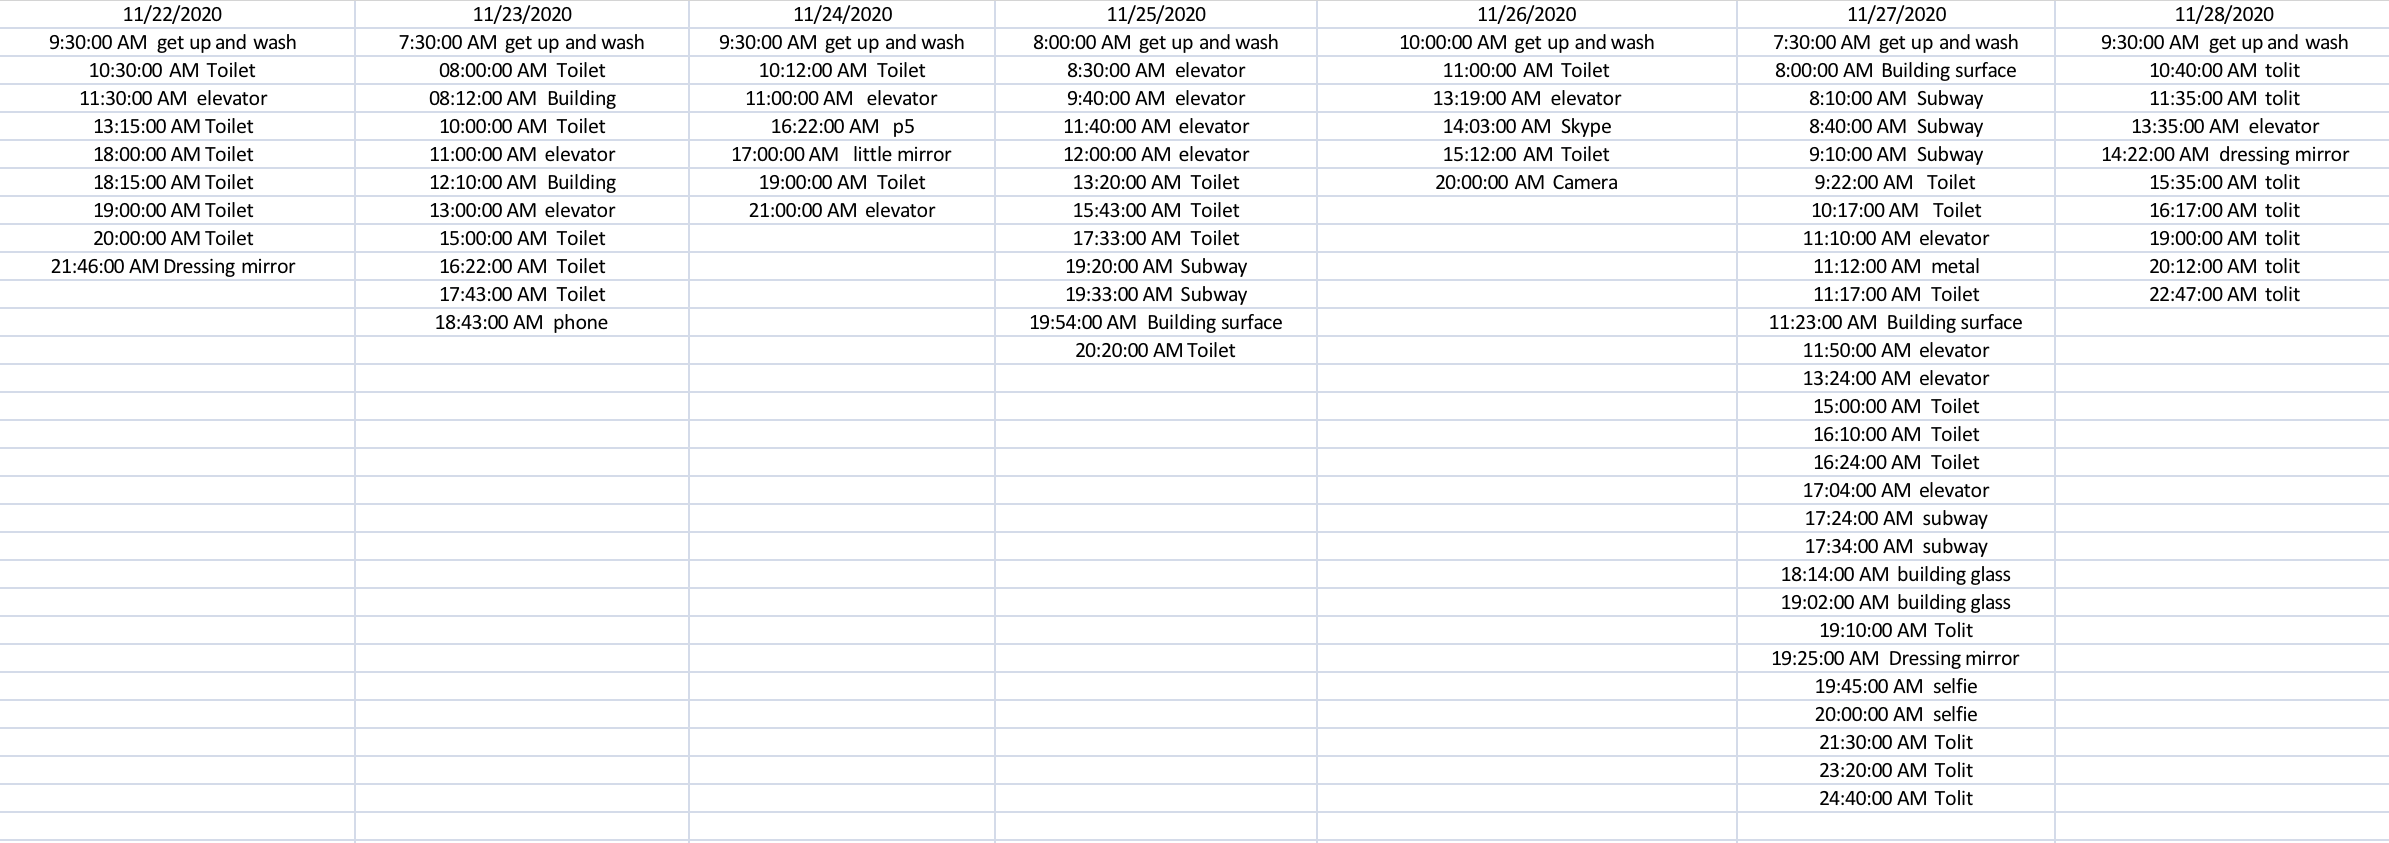 11/22/2020 11/23/2020 11/24/2020 11/25/2020 11/26/2020 11/27/2020 11/28/2020
9:30:00 AM get up and wash 7:30:00 AM get up and wash 9:30:00 AM get up and wash 8:00:00 AM get up and wash 10:00:00 AM get up and wash 7:30:00 AM get up and wash 9:30:00 AM get up and wash
10:30:00 AM Toilet 08:00:00 AM Toilet 10:12:00 AM Toilet 8:30:00 AM elevator 11:00:00 AM Toilet 8:00:00 AM Building surface 10:40:00 AM tolit
11:30:00 AM elevator 08:12:00 AM Building 11:00:00 AM elevator 9:40:00 AM elevator 13:19:00 AM elevator 8:10:00 AM Subway 11:35:00 AM tolit
13:15:00 AM Toilet 10:00:00 AM Toilet 16:22:00 AM p5 11:40:00 AM elevator 14:03:00 AM Skype 8:40:00 AM Subway 13:35:00 AM elevator
18:00:00 AM Toilet 11:00:00 AM elevator 17:00:00 AM little mirror 12:00:00 AM elevator 15:12:00 AM Toilet 9:10:00 AM Subway 14:22:00 AM dressing mirror
18:15:00 AM Toilet 12:10:00 AM Building 19:00:00 AM Toilet 13:20:00 AM Toilet 20:00:00 AM Camera 9:22:00 AM Toilet 15:35:00 AM tolit
19:00:00 AM Toilet 13:00:00 AM elevator 21:00:00 AM elevator 15:43:00 AM Toilet 10:17:00 AM Toilet 16:17:00 AM tolit
20:00:00 AM Toilet 15:00:00 AM Toilet 17:33:00 AM Toilet 11:10:00 AM elevator 19:00:00 AM tolit
21:46:00 AM Dressing mirror 16:22:00 AM Toilet 19:20:00 AM Subway 11:12:00 AM metal 20:12:00 AM tolit
17:43:00 AM Toilet 19:33:00 AM Subway 11:17:00 AM Toilet 22:47:00 AM tolit
18:43:00 AM phone 19:54:00 AM Building surface 11:23:00 AM Building surface
20:20:00 AM Toilet 11:50:00 AM elevator
13:24:00 AM elevator
15:00:00 AM Toilet
16:10:00 AM Toilet
16:24:00 AM Toilet
17:04:00 AM elevator
17:24:00 AM subway
17:34:00 AM subway
18:14:00 AM building glass
19:02:00 AM building glass
19:10:00 AM Tolit
19:25:00 AM Dressing mirror
19:45:00 AM selfie
20:00:00 AM selfie
21:30:00 AM Tolit
23:20:00 AM Tolit
24:40:00 AM Tolit